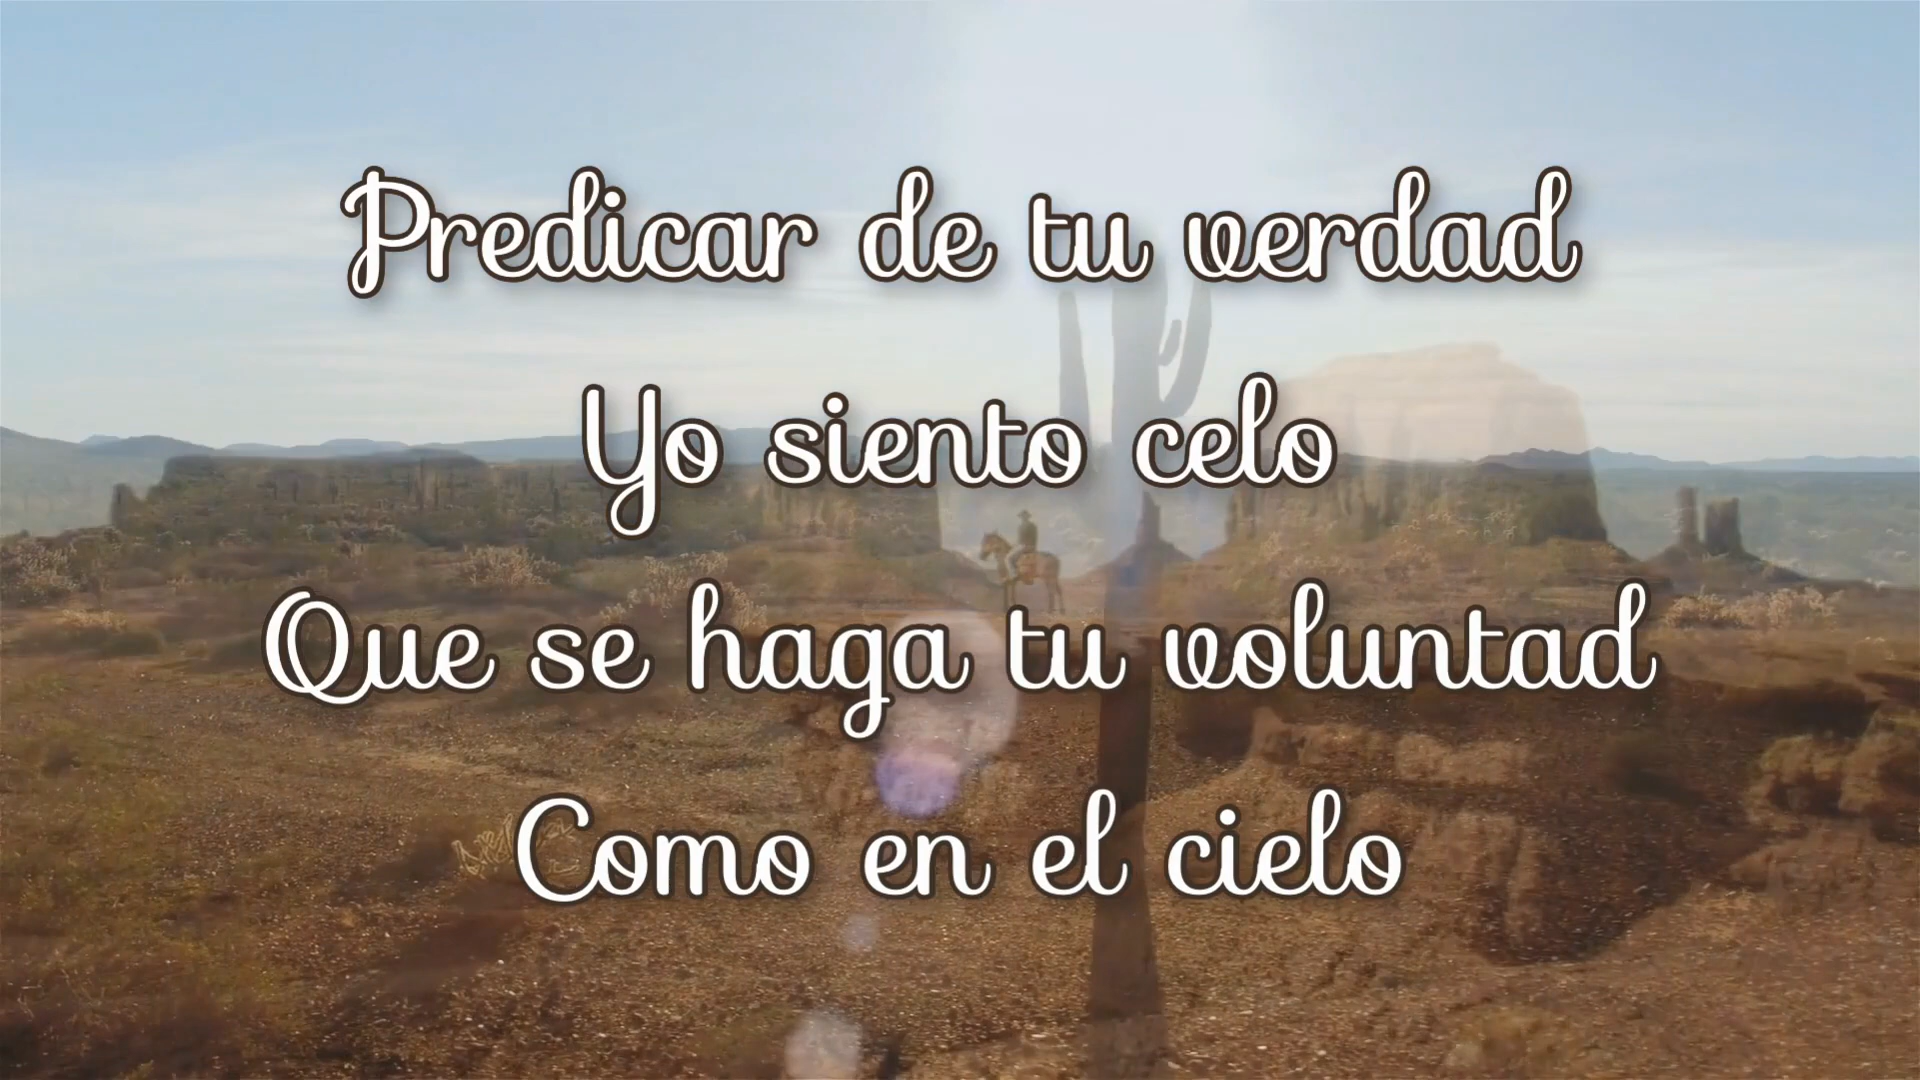 Predicar de tu verdad
Yo siento celo
Que se haga tu voluntad
Como en el cielo